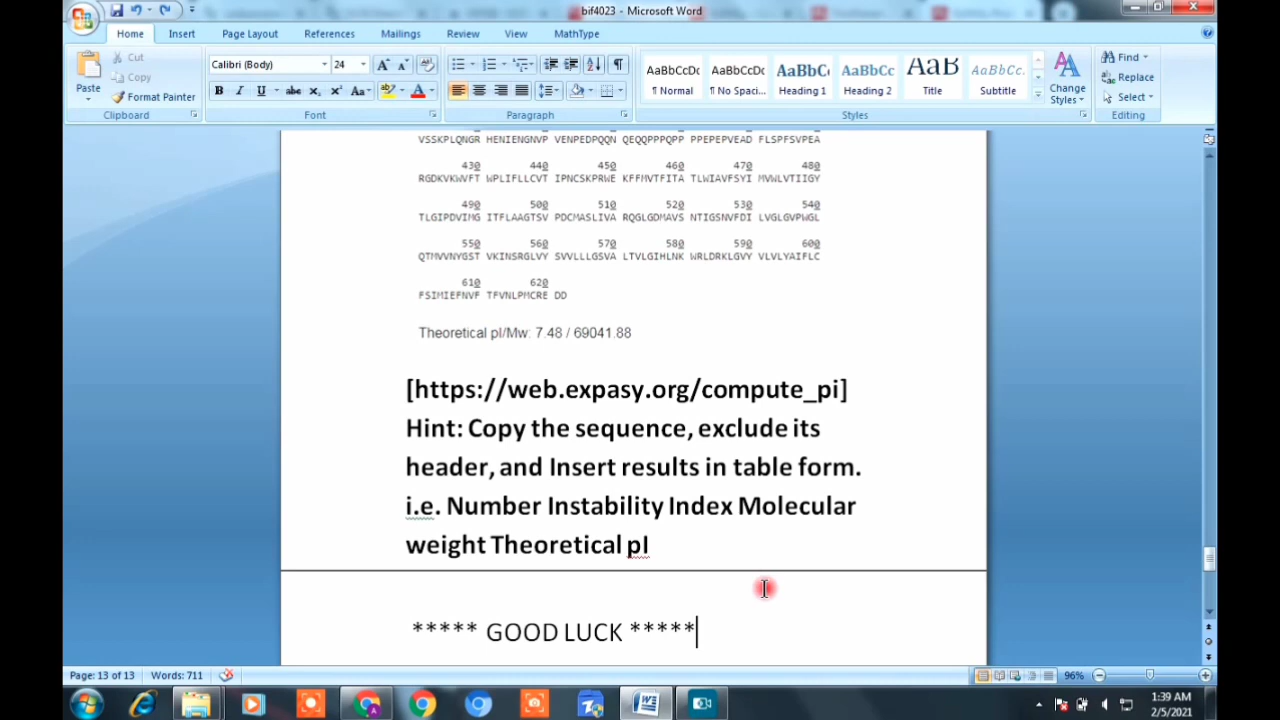 bif4023 - Microsoft Word
Home Insert Page Layout References Mailings Review View MathType
Paste Cut Copy Format Painter Clipboard
Calibri (Body) 24 Font
Paragraph
AaBbCcDc ¶ Normal AaBbCcDc ¶ No Spaci... AaBbC Heading 1 AaBbCc Heading 2 AaB Title AaBbCc. Subtitle Change Styles Styles
Find Replace Select Editing
VSSKPLQNGR HENIENGNVP VENPEDPQQN QEQQPPPQPP PPEPEPVEAD FLSPFSVPEA
430 440 450 460 470 480
RGDKVKWVFT WPLIFLLCVT IPNCSKPRWE KFFMVTFITA TLWIAVFSYI MVWLVTIIGY
490 500 510 520 530 540
TLGIPDVIMG ITFLAAGTSV PDCMASLIVA RQGLGDMAVS NTIGSNVFDI LVGLGVPWGL
550 560 570 580 590 600
QTMVVNYGST VKINSRGLVY SVVLLLGSVA LTVLGIHLNK WRLDRKLGVY VLVLYAIFLC
610 620
FSIMIEFNVF TFVNLPMCRE DD
Theoretical pI/Mw: 7.48 / 69041.88
[https://web.expasy.org/compute_pi]
Hint: Copy the sequence, exclude its
header, and Insert results in table form.
i.e. Number Instability Index Molecular
weight Theoretical pI
***** GOOD LUCK *****
Page: 13 of 13 Words: 711 96%
1:39 AM
2/5/2021